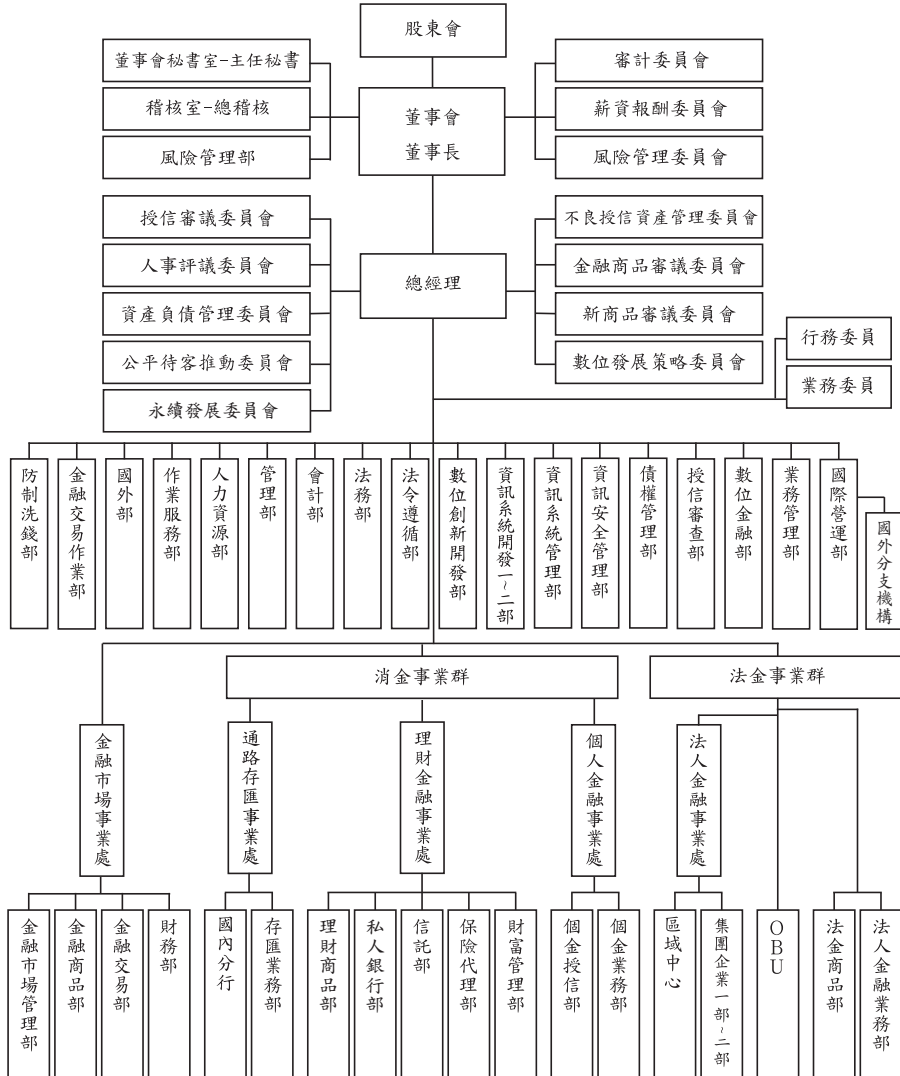 股東會
董事會秘書室-主任秘書
稽核室-總稽核
風險管理部
董事會
董事長
審計委員會
薪資報酬委員會
風險管理委員會
授信審議委員會
人事評議委員會
資產負債管理委員會
公平待客推動委員會
永續發展委員會
總經理
不良授信資產管理委員會
金融商品審議委員會
新商品審議委員會
數位發展策略委員會
行務委員
業務委員
防制洗錢部
金融交易作業部
國外部
作業服務部
人力資源部
管理部
會計部
法務部
法令遵循部
數位創新開發部
資訊系統開發一~二部
資訊系統管理部
資訊安全管理部
債權管理部
授信審查部
數位金融部
業務管理部
國際營運部
國外分支機構
消金事業群
法金事業群
金融市場事業處
通路存匯事業處
理財金融事業處
個人金融事業處
法人金融事業處
金融市場管理部
金融商品部
金融交易部
財務部
國內分行
存匯業務部
理財商品部
私人銀行部
信託部
保險代理部
財富管理部
個金授信部
個金業務部
區域中心
集團企業一部~二部
OBU
法金商品部
法人金融業務部